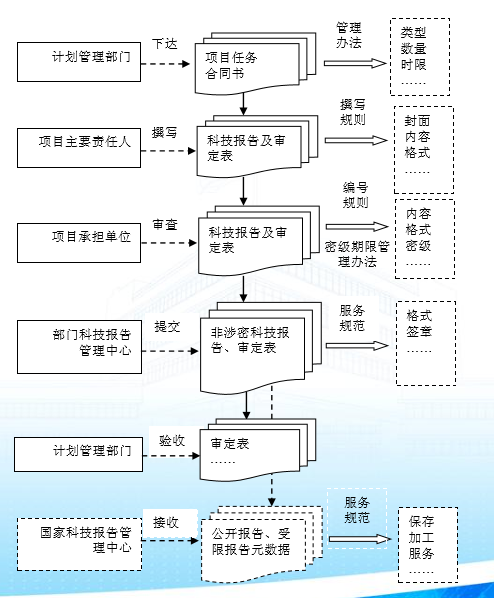 计划管理部门
下达
项目任务
合同书
管理
办法
类型
数量
时限
……
项目主要责任人
撰写
科技报告及审
定表
撰写
规则
封面
内容
格式
……
项目承担单位
审查
科技报告及审
定表
编号
规则
密级期限管
理办法
内容
格式
密级
……
部门科技报告
管理中心
提交
非涉密科技报
告、审定表
服务
规范
格式
签章
……
计划管理部门
验收
审定表
……
国家科技报告管
理中心
接收
公开报告、受
限报告元数据
服务
规范
保存
加工
服务
……